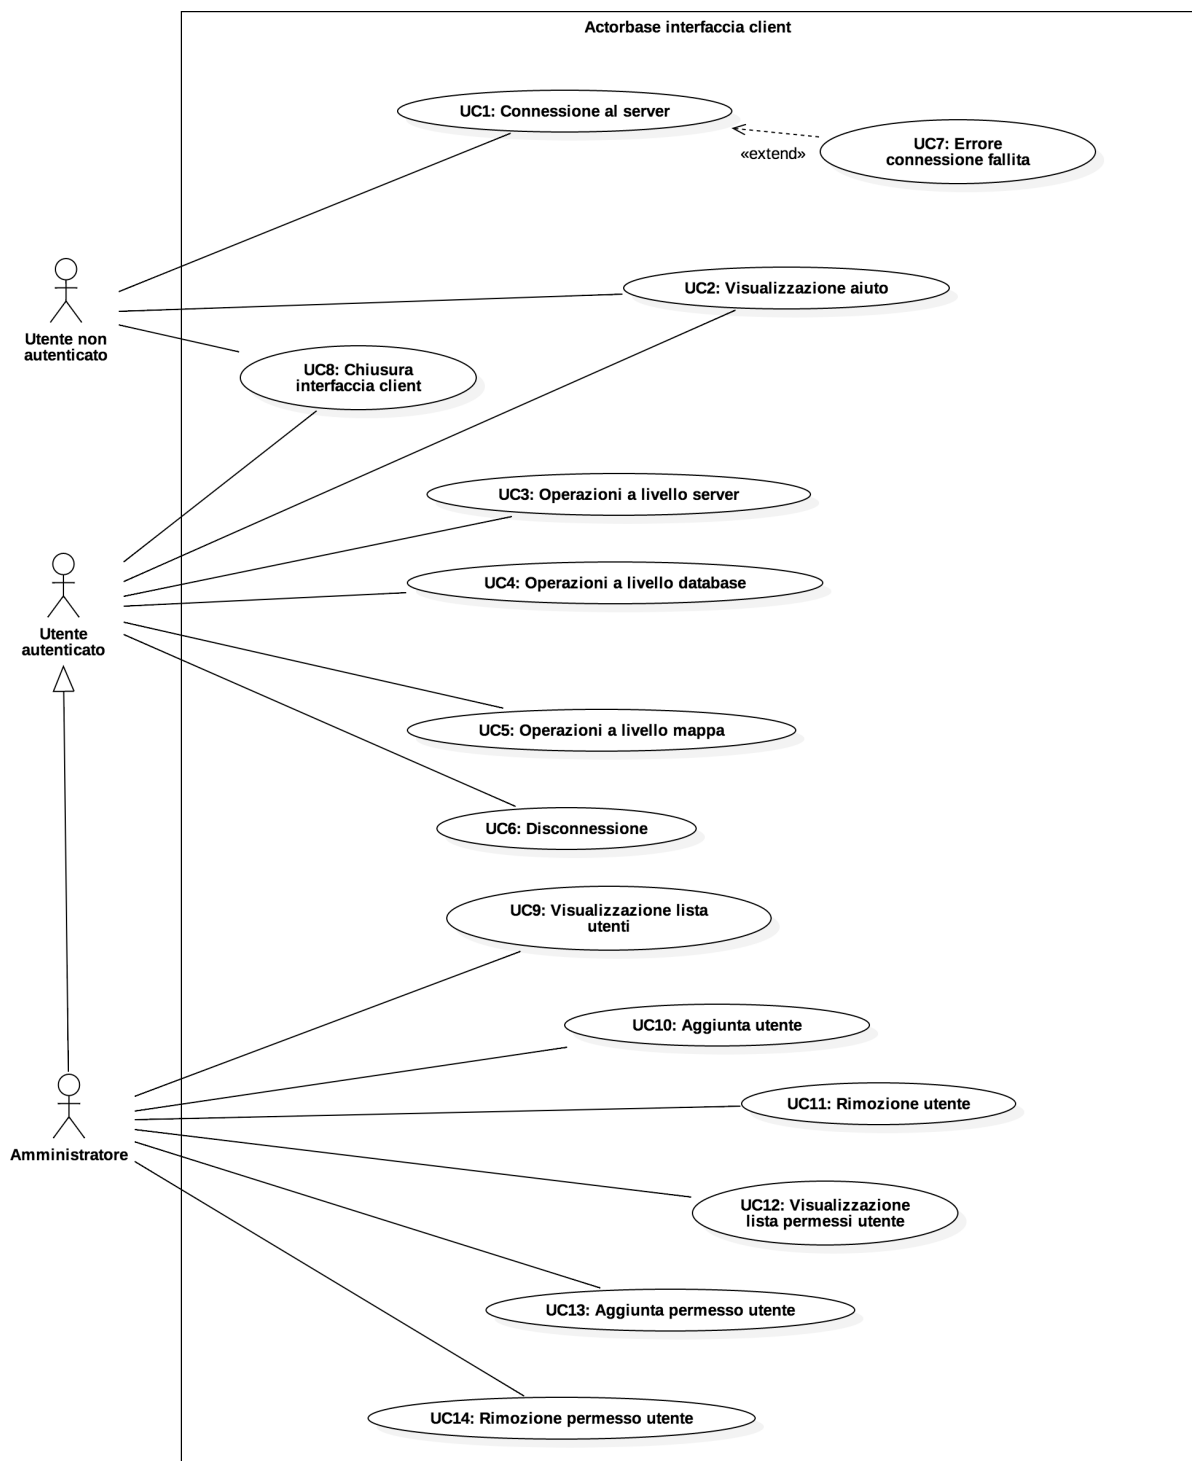 Actorbase interfaccia client
UC1: Connessione al server
UC7: Errore
connessione fallita
«extend»
UC2: Visualizzazione aiuto
Utente non
autenticato
UC8: Chiusura
interfaccia client
UC3: Operazioni a livello server
UC4: Operazioni a livello database
Utente
autenticato
UC5: Operazioni a livello mappa
UC6: Disconnessione
UC9: Visualizzazione lista
utenti
UC10: Aggiunta utente
UC11: Rimozione utente
Amministratore
UC12: Visualizzazione
lista permessi utente
UC13: Aggiunta permesso utente
UC14: Rimozione permesso utente